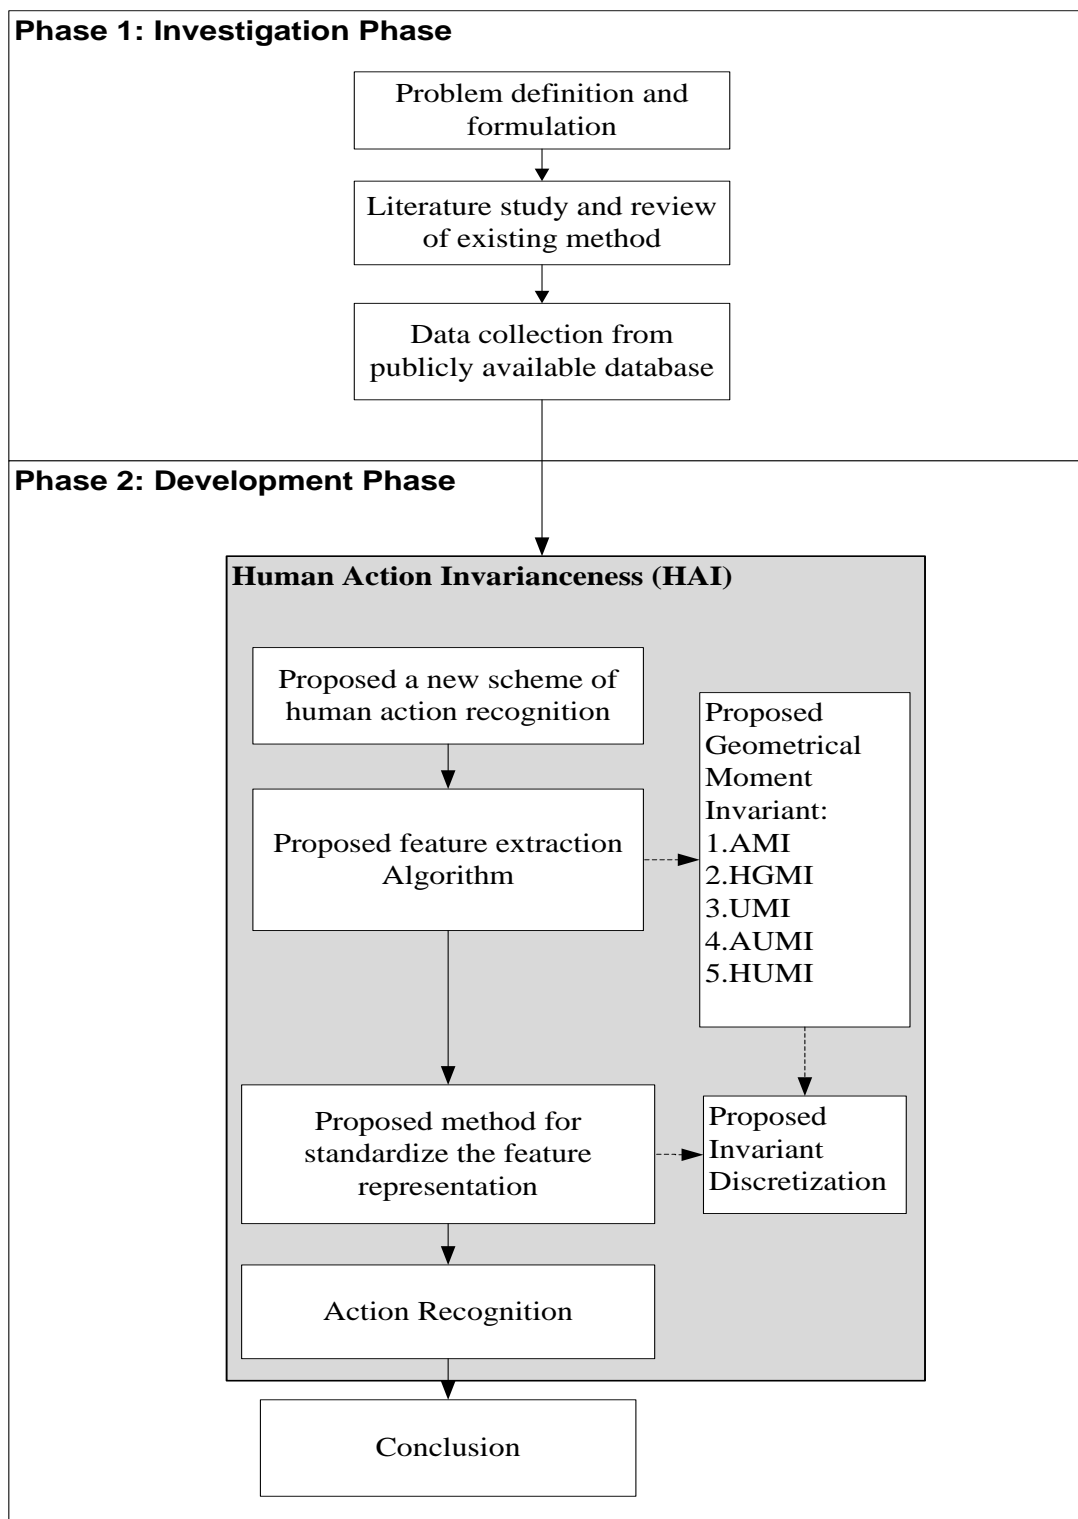 Phase 1: Investigation Phase
Problem definition and
formulation
Literature study and review
of existing method
Data collection from
publicly available database
Phase 2: Development Phase
Human Action Invarianceness (HAI)
Proposed a new scheme of
human action recognition
Proposed feature extraction
Algorithm
Proposed
Geometrical
Moment
Invariant:
1.AMI
2.HGMI
3.UMI
4.AUMI
5.HUMI
Proposed method for
standardize the feature
representation
Proposed
Invariant
Discretization
Action Recognition
Conclusion